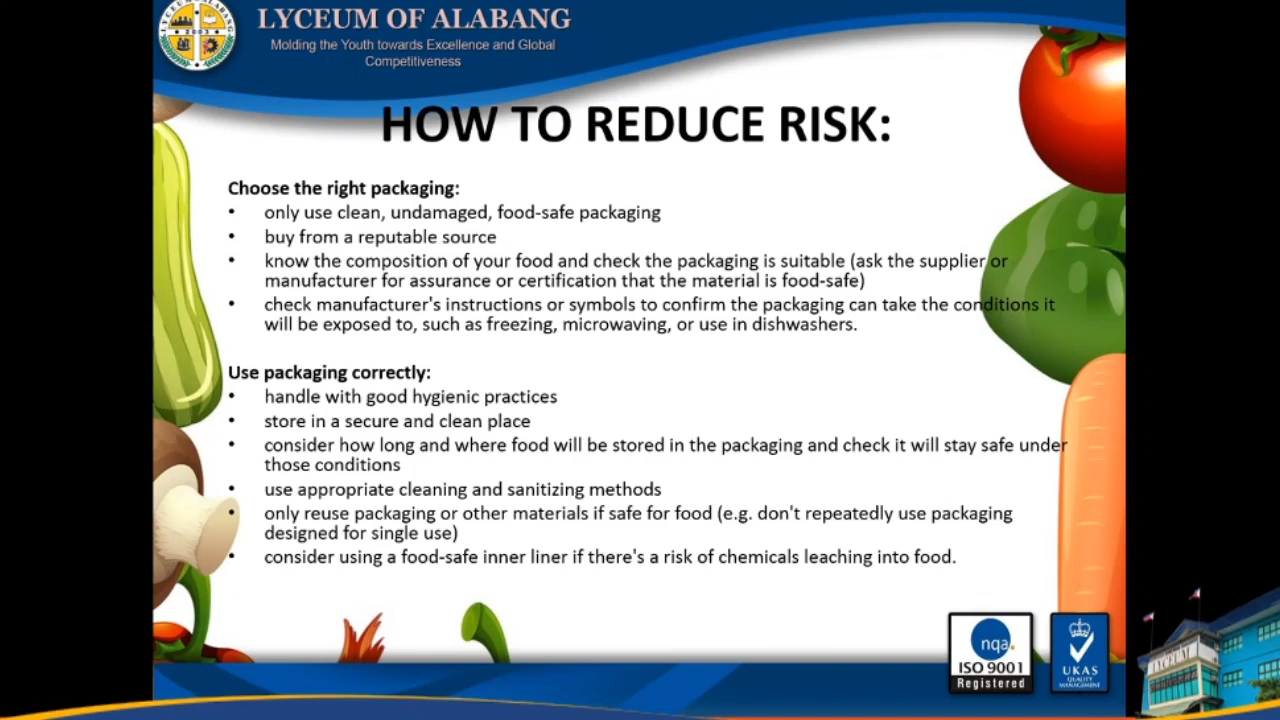 LYCEUM OF ALABANG
Molding the Youth towards Excellence and Global
Competitiveness
HOW TO REDUCE RISK:
Choose the right packaging:
• only use clean, undamaged, food-safe packaging
• buy from a reputable source
• know the composition of your food and check the packaging is suitable (ask the supplier or
manufacturer for assurance or certification that the material is food-safe)
• check manufacturer's instructions or symbols to confirm the packaging can take the conditions it
will be exposed to, such as freezing, microwaving, or use in dishwashers.
Use packaging correctly:
• handle with good hygienic practices
• store in a secure and clean place
• consider how long and where food will be stored in the packaging and check it will stay safe under
those conditions
• use appropriate cleaning and sanitizing methods
• only reuse packaging or other materials if safe for food (e.g. don't repeatedly use packaging
designed for single use)
• consider using a food-safe inner liner if there's a risk of chemicals leaching into food.
nqa.
ISO 9001
Registered
UKAS
QUALITY
MANAGEMENT
LYCEUM
2003